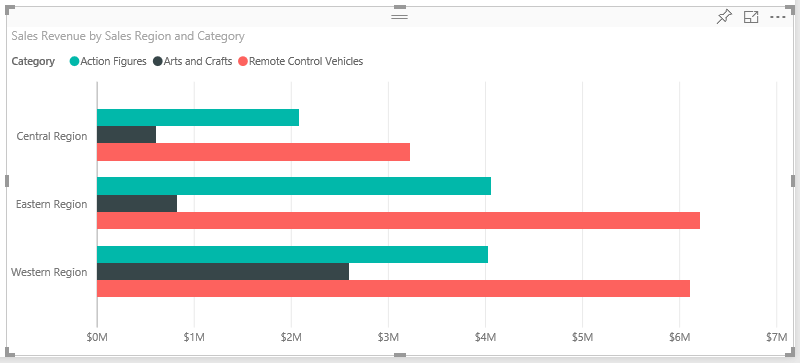 Sales Revenue by Sales Region and Category
Category Action Figures Arts and Crafts Remote Control Vehicles
Central Region
Eastern Region
Western Region
$0M $1M $2M $3M $4M $5M $6M $7M